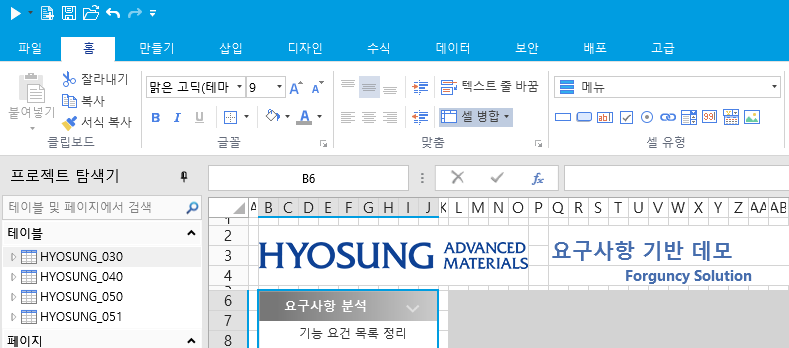 파일 홈 만들기 삽입 디자인 수식 데이터 보안 배포 고급
붙여넣기
잘라내기
복사
서식 복사
클립보드
맑은 고딕(테마 9 A A
B I U A
글꼴
텍스트 줄 바꿈
셀 병합
맞춤
메뉴
ab| 99|
셀 유형
프로젝트 탐색기
B6
fx
테이블 및 페이지에서 검색
테이블
HYOSUNG_030
HYOSUNG_040
HYOSUNG_050
HYOSUNG_051
페이지
A B C D E F G H I J K L M N O P Q R S T U V W X Y Z AA AB
1
2
3
4
5
6
7
8
HYOSUNG ADVANCED
MATERIALS
요구사항 기반 데모
Forguncy Solution
요구사항 분석
기능 요건 목록 정리